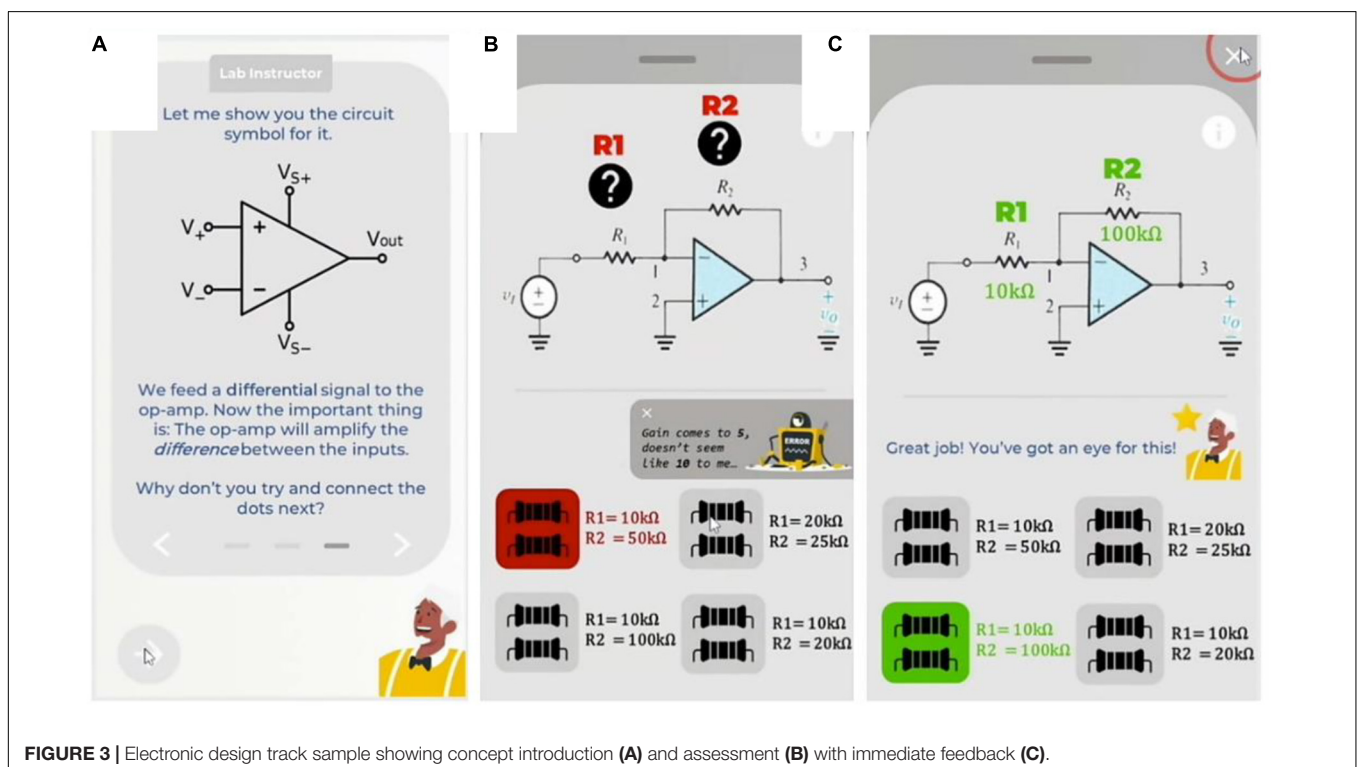 A
Lab Instructor
Let me show you the circuit
symbol for it.
VS+
V+
+
Vout
V_
−
VS−
We feed a differential signal to the
op-amp. Now the important thing
is: The op-amp will amplify the
difference between the inputs.
Why don't you try and connect the
dots next?
B
R2
?
R1
?
i
R2
R1
1
−
3
vI
+
−
2
+
+
vO
−
×
Gain comes to 5,
doesn't seem
like 10 to me…
ERROR
R1= 10kΩ
R2 = 50kΩ
R1= 20kΩ
R2 = 25kΩ
R1= 10kΩ
R2 = 100kΩ
R1= 10kΩ
R2 = 20kΩ
C
×
i
R2
R2
100kΩ
R1
R1
10kΩ
1
−
3
vI
+
−
2
+
+
vO
−
Great job! You've got an eye for this!
R1= 10kΩ
R2 = 50kΩ
R1= 20kΩ
R2 = 25kΩ
R1= 10kΩ
R2 = 100kΩ
R1= 10kΩ
R2 = 20kΩ
FIGURE 3 | Electronic design track sample showing concept introduction (A) and assessment (B) with immediate feedback (C).